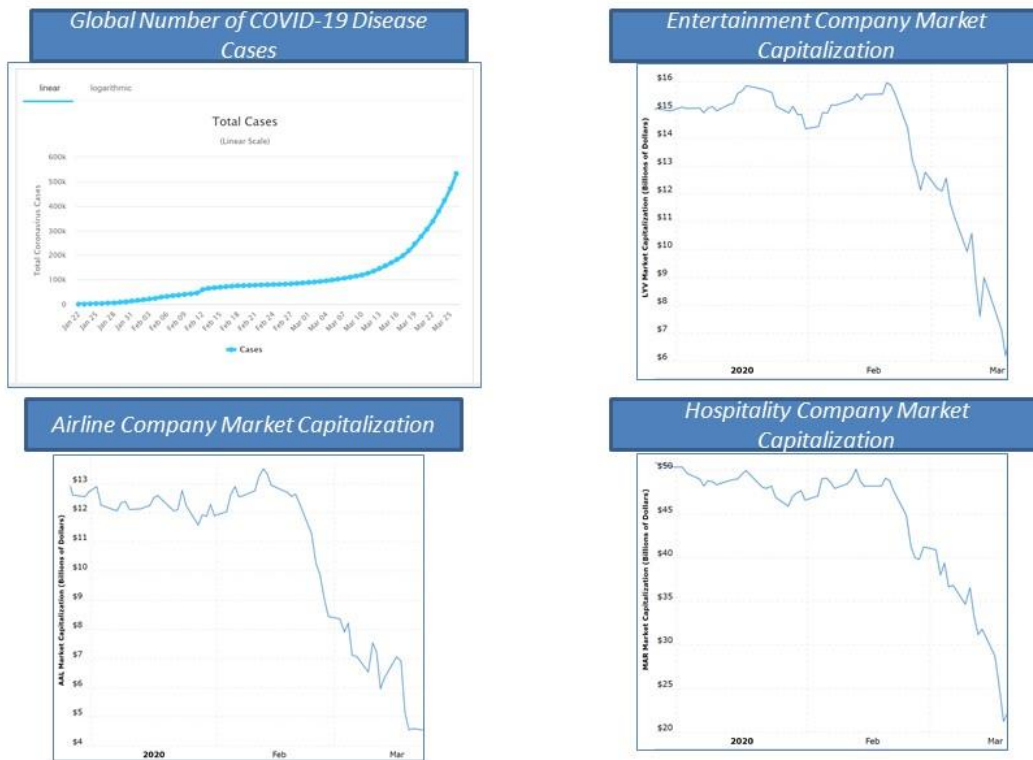 Global Number of COVID-19 Disease
Cases
linear logarithmic
Total Cases
(Linear Scale)
Total Coronavirus Cases
600k
500k
400k
300k
200k
100k
0
Jan 22 Jan 25 Jan 28 Jan 31 Feb 03 Feb 06 Feb 09 Feb 12 Feb 15 Feb 18 Feb 21 Feb 24 Feb 27 Mar 01 Mar 04 Mar 07 Mar 10 Mar 13 Mar 16 Mar 19 Mar 22 Mar 25
Cases
Entertainment Company Market
Capitalization
LYV Market Capitalization (Billions of Dollars)
$16
$15
$14
$13
$12
$11
$10
$9
$8
$7
$6
2020 Feb Mar
Airline Company Market Capitalization
AAL Market Capitalization (Billions of Dollars)
$13
$12
$11
$10
$9
$8
$7
$6
$5
$4
2020 Feb Mar
Hospitality Company Market
Capitalization
MAR Market Capitalization (Billions of Dollars)
$50
$45
$40
$35
$30
$25
$20
2020 Feb Mar